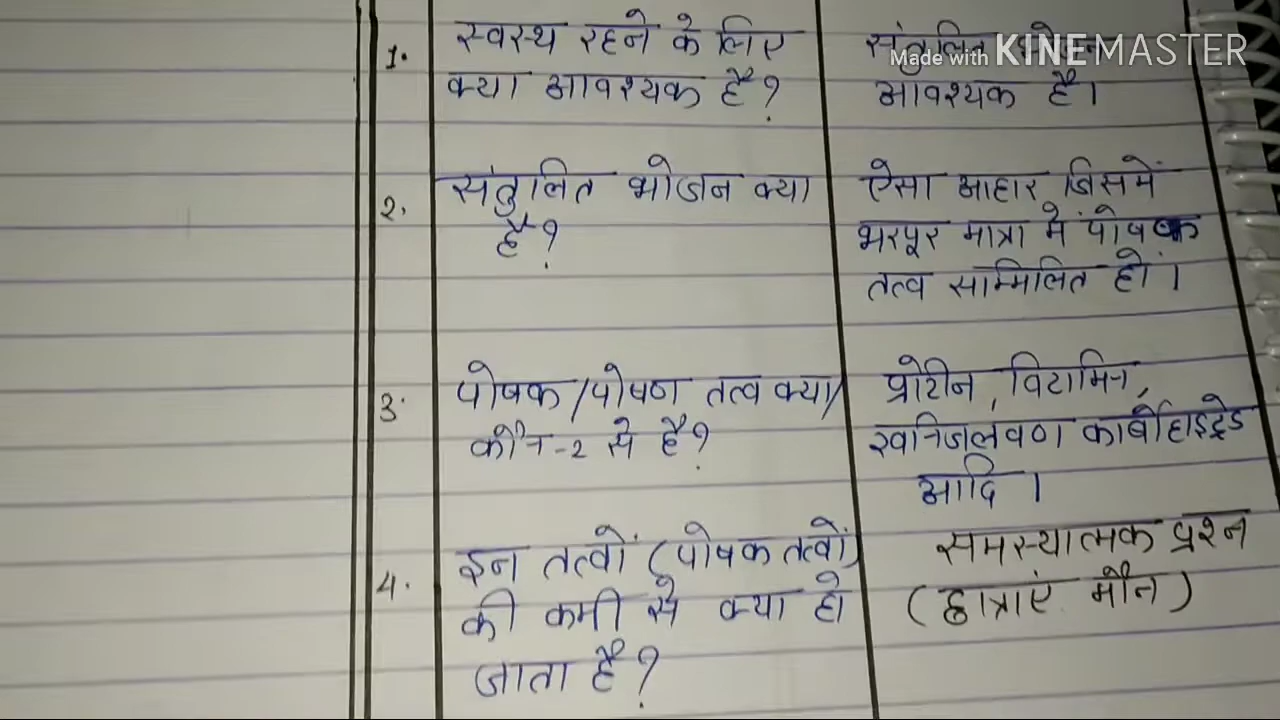 1.
स्वस्थ रहने के लिए
क्या आवश्यक है?
संतुलित भोजन
आवश्यक है।
Made with KINEMASTER
2.
संतुलित भोजन क्या
है?
ऐसा आहार जिसमें
भरपूर मात्रा में पोषक
तत्व सम्मिलित हो।
3.
पोषक/पोषण तत्व क्या/
कौन-2 से है?
प्रोटीन, विटामिन,
खनिजलवण कार्बोहाइड्रेड
आदि।
4.
इन तत्वों (पोषक तत्वों)
की कमी से क्या हो
जाता है?
समस्यात्मक प्रश्न
(छात्राएं मौन)